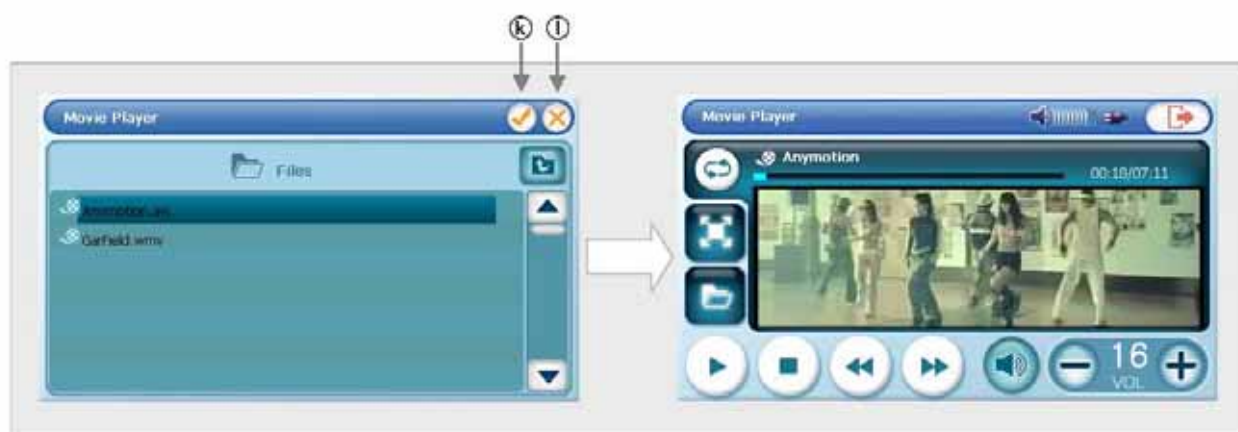 ⓚ ⓛ
Movie Player
Files
Anymotion.avi
Garfield.wmv
Movie Player
Anymotion
00:18/07:11
16
VOL